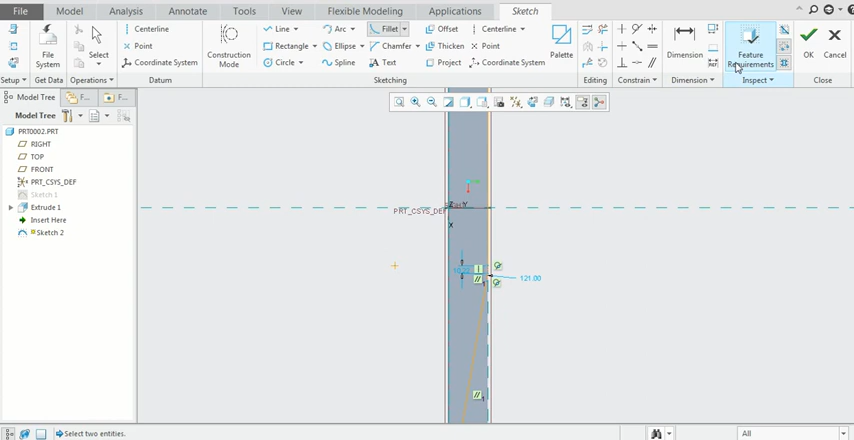 File Model Analysis Annotate Tools View Flexible Modeling Applications Sketch
Centerline Line Arc Fillet Offset Centerline
Point Rectangle Ellipse Chamfer Thicken Point
Coordinate System Circle Spline Text Project Coordinate System
File System
Select
Construction Mode
Palette
Dimension
Feature Requirements
OK Cancel
Setup Get Data Operations Datum Sketching Editing Constrain Dimension Inspect Close
Model Tree F... F...
Model Tree
PRT0002.PRT
RIGHT
TOP
FRONT
PRT_CSYS_DEF
Sketch 1
Extrude 1
Insert Here
Sketch 2
PRT_CSYS_DEF
Z Y
X
121.00
Select two entities.
All